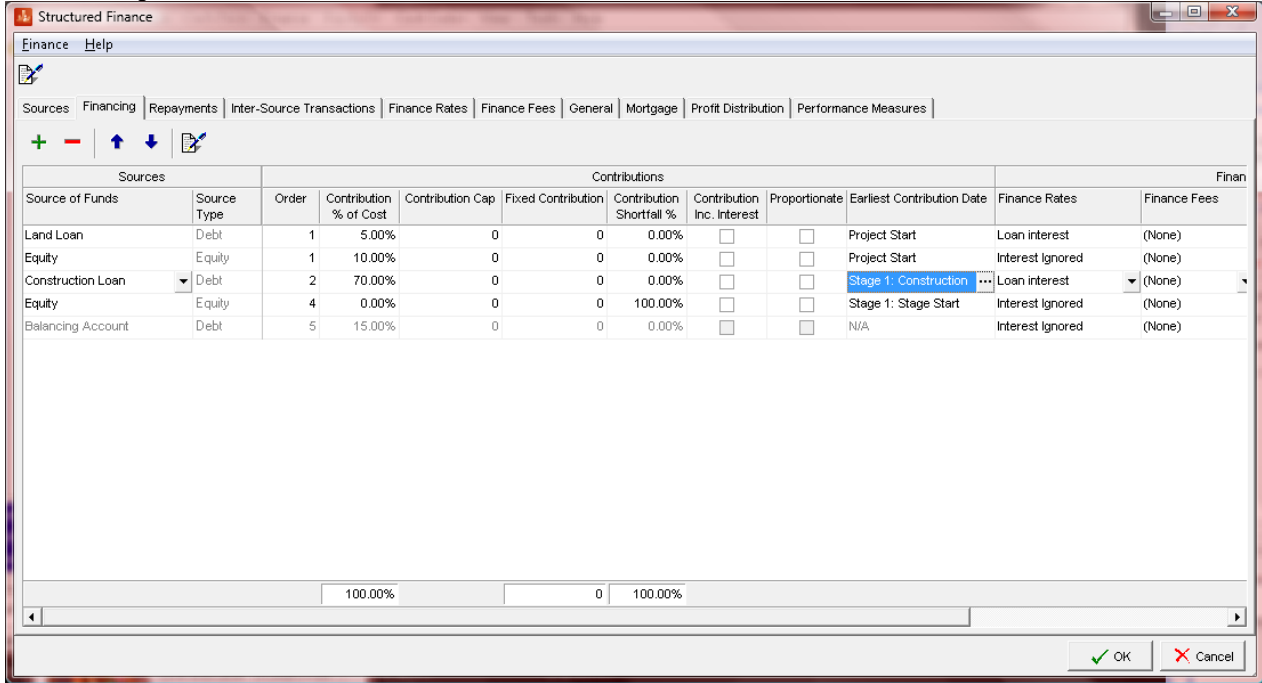 Structured Finance
Finance Help
Sources Financing Repayments Inter-Source Transactions Finance Rates Finance Fees General Mortgage Profit Distribution Performance Measures
Sources Contributions Finan
Source of Funds Source Type Order Contribution % of Cost Contribution Cap Fixed Contribution Contribution Shortfall % Contribution Inc. Interest Proportionate Earliest Contribution Date Finance Rates Finance Fees
Land Loan Debt 1 5.00% 0 0 0.00% Project Start Loan interest (None)
Equity Equity 1 10.00% 0 0 0.00% Project Start Interest Ignored (None)
Construction Loan Debt 2 70.00% 0 0 0.00% Stage 1: Construction ... Loan interest (None)
Equity Equity 4 0.00% 0 0 100.00% Stage 1: Stage Start Interest Ignored (None)
Balancing Account Debt 5 15.00% 0 0 0.00% N/A Interest Ignored (None)
100.00% 0 100.00%
OK Cancel